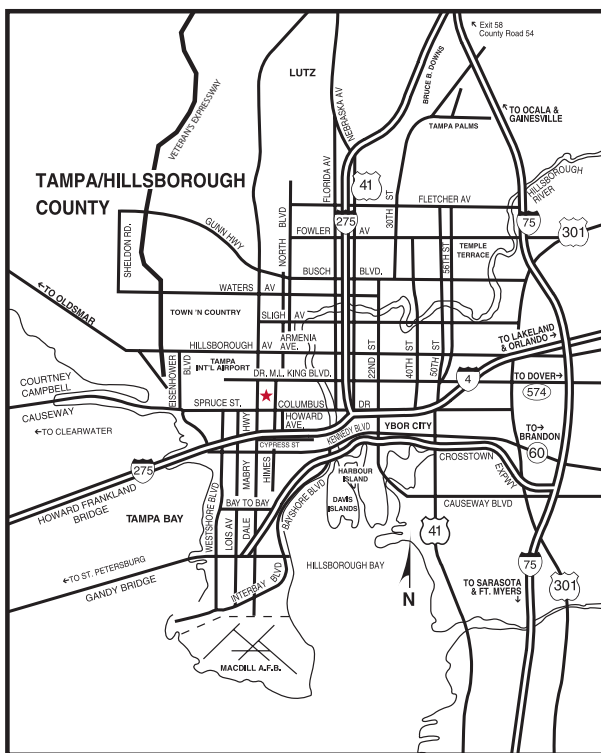 Exit 58
County Road 54
LUTZ
BRUCE B. DOWNS
VETERAN'S EXPRESSWAY
NEBRASKA AV
TO OCALA &
GAINESVILLE
TAMPA PALMS
TAMPA/HILLSBOROUGH
COUNTY
FLORIDA AV
41
30TH ST
HILLSBOROUGH
RIVER
FLETCHER AV
SHELDON RD.
GUNN HWY
NORTH BLVD
275
FOWLER AV
56TH ST
TEMPLE
TERRACE
75
301
BUSCH BLVD.
WATERS AV
TO OLDSMAR
TOWN 'N COUNTRY
SLIGH AV
ARMENIA
AVE.
HILLSBOROUGH AV
22ND ST
40TH ST
50TH ST
TO LAKELAND
& ORLANDO
TAMPA
INT'L AIRPORT
DR. M.L. KING BLVD.
4
TO DOVER
574
COURTNEY
CAMPBELL
CAUSEWAY
EISENHOWER
BLVD
SPRUCE ST.
COLUMBUS DR
HOWARD
AVE.
HWY
KENNEDY BLVD
YBOR CITY
TO
BRANDON
60
TO CLEARWATER
CYPRESS ST
CROSSTOWN
EXPWY
275
HOWARD FRANKLAND
BRIDGE
WESTSHORE BLVD
MABRY
HIMES
HARBOUR
ISLAND
BAY TO BAY
BAYSHORE BLVD
DAVIS
ISLANDS
CAUSEWAY BLVD
TAMPA BAY
LOIS AV
DALE
41
TO ST. PETERSBURG
GANDY BRIDGE
INTERBAY
BLVD
HILLSBOROUGH BAY
N
75
TO SARASOTA
& FT. MYERS
301
MACDILL A.F.B.